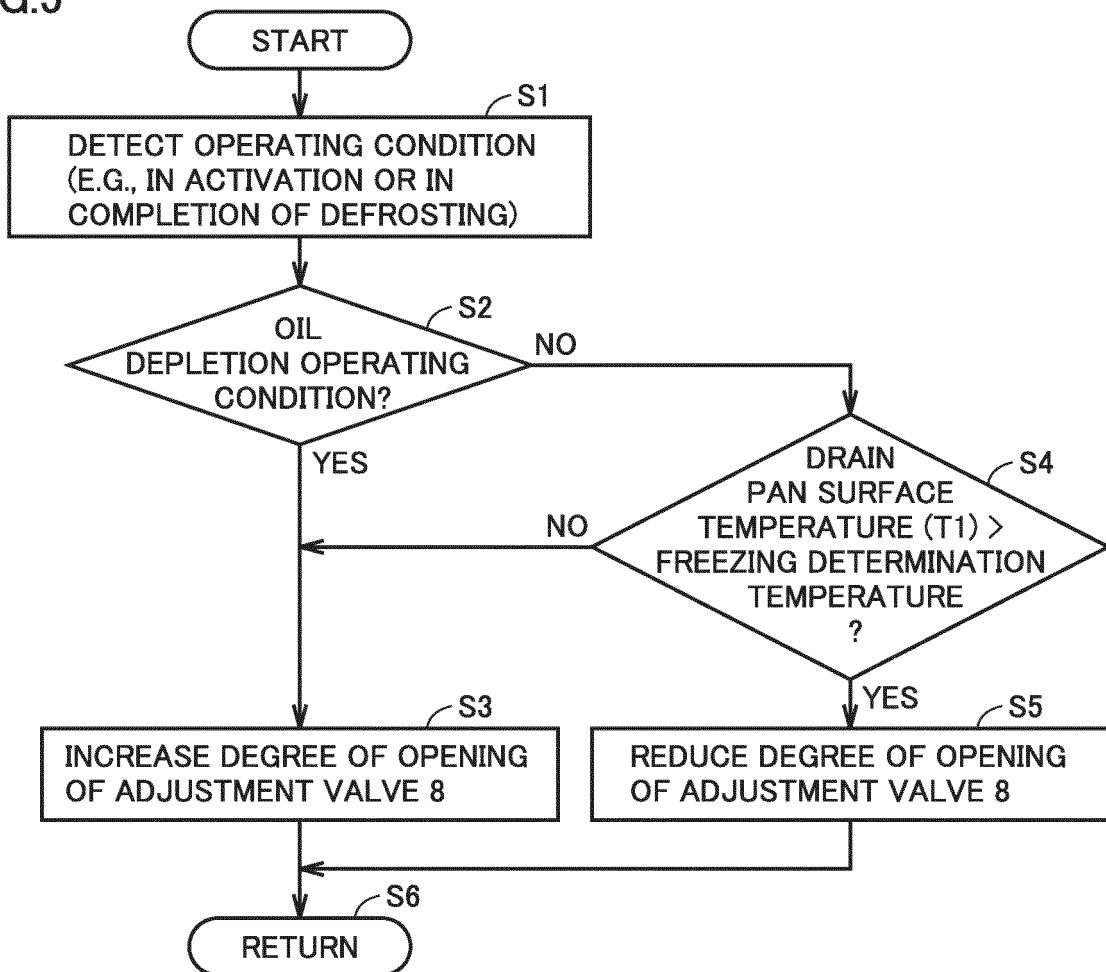 START
S1
DETECT OPERATING CONDITION
(E.G., IN ACTIVATION OR IN
COMPLETION OF DEFROSTING)
S2
OIL
DEPLETION OPERATING
CONDITION?
NO
YES
S4
DRAIN
PAN SURFACE
TEMPERATURE (T1) >
FREEZING DETERMINATION
TEMPERATURE
?
NO
YES
S3
INCREASE DEGREE OF OPENING
OF ADJUSTMENT VALVE 8
S5
REDUCE DEGREE OF OPENING
OF ADJUSTMENT VALVE 8
S6
RETURN